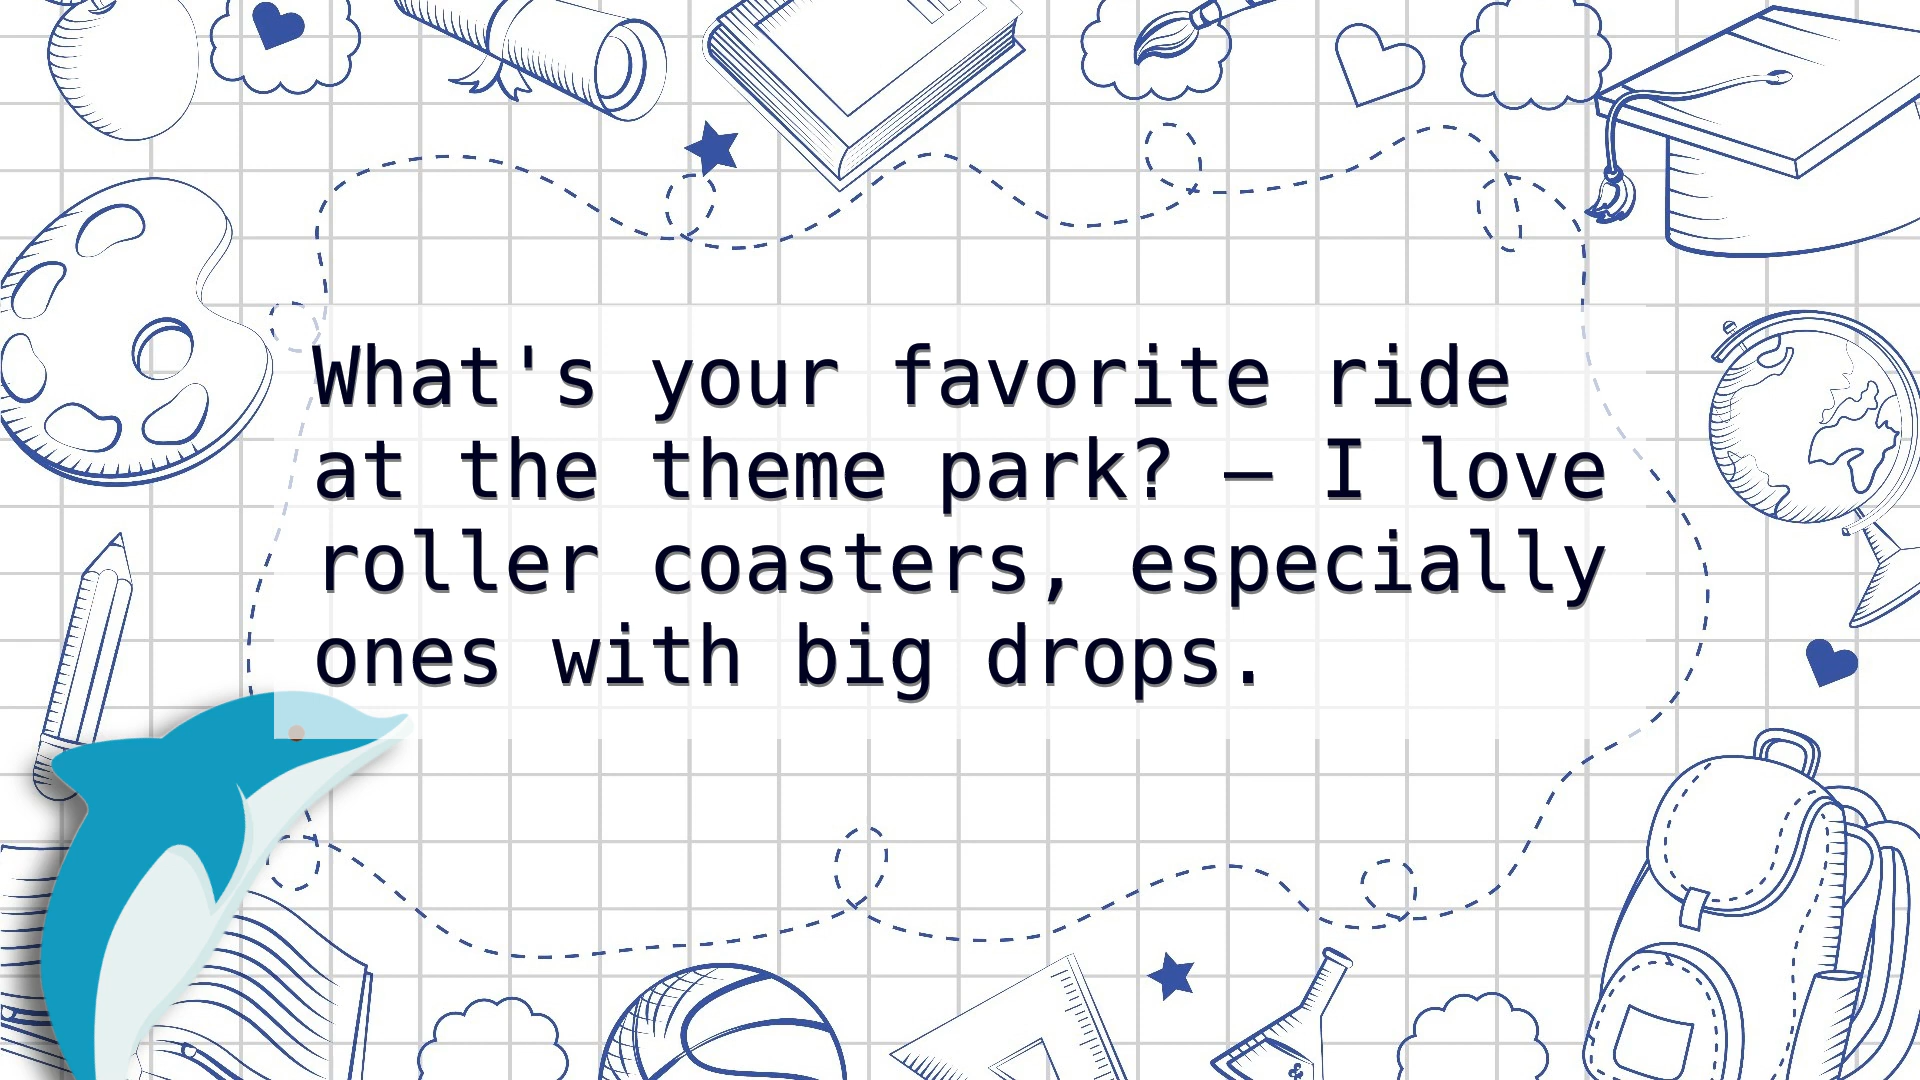 What's your favorite ride
at the theme park? – I love
roller coasters, especially
ones with big drops.